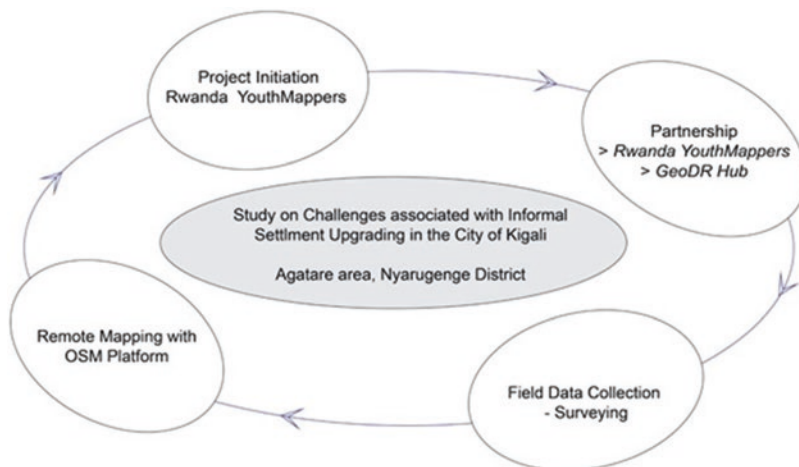 Project Initiation
Rwanda YouthMappers
Partnership
> Rwanda YouthMappers
> GeoDR Hub
Study on Challenges associated with Informal
Settlment Upgrading in the City of Kigali
Agatare area, Nyarugenge District
Remote Mapping with
OSM Platform
Field Data Collection
- Surveying